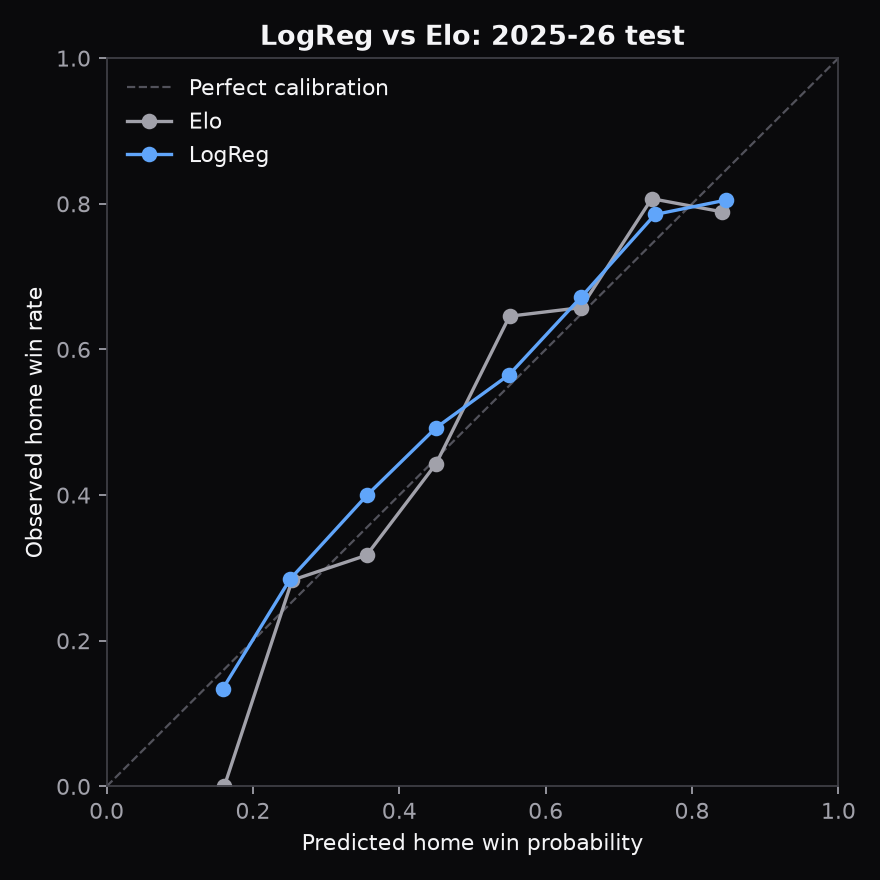 LogReg vs Elo: 2025-26 test
Perfect calibration
Elo
LogReg
Observed home win rate
1.0
0.8
0.6
0.4
0.2
0.0
0.0 0.2 0.4 0.6 0.8 1.0
Predicted home win probability